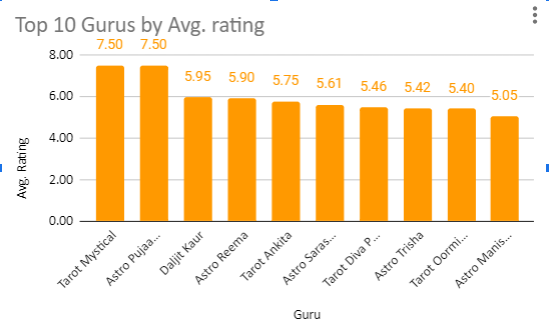 Top 10 Gurus by Avg. rating
8.00
6.00
4.00
2.00
0.00
Avg. Rating
7.50
7.50
5.95
5.90
5.75
5.61
5.46
5.42
5.40
5.05
Tarot Mystical
Astro Pujaa...
Daljit Kaur
Astro Reema
Tarot Ankita
Astro Saras...
Tarot Diva P...
Astro Trisha
Tarot Oormi...
Astro Manis...
Guru